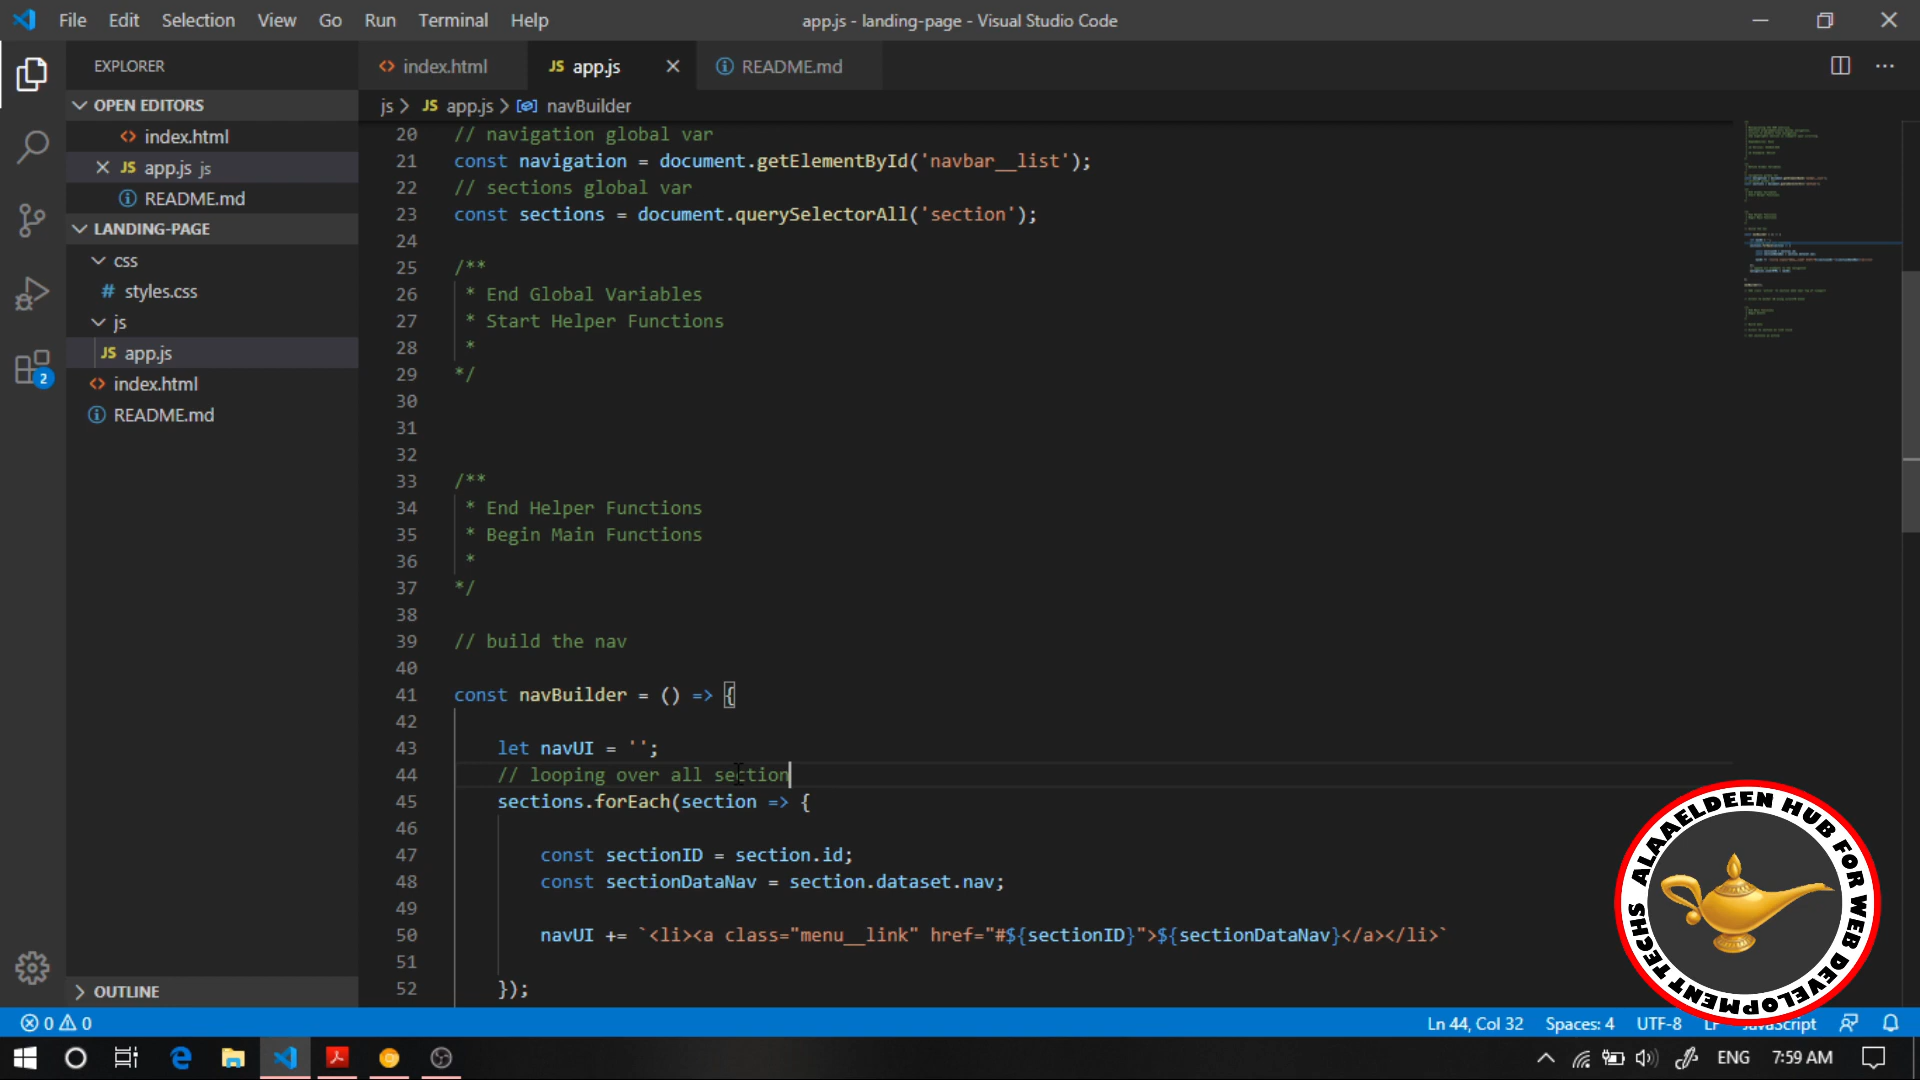 File Edit Selection View Go Run Terminal Help
app.js - landing-page - Visual Studio Code
EXPLORER
OPEN EDITORS
index.html
app.js js
README.md
LANDING-PAGE
css
# styles.css
js
JS app.js
index.html
README.md
OUTLINE
2
index.html
JS app.js
README.md
js > JS app.js > navBuilder
20 // navigation global var
21 const navigation = document.getElementById('navbar__list');
22 // sections global var
23 const sections = document.querySelectorAll('section');
24
25 /**
26 * End Global Variables
27 * Start Helper Functions
28 *
29 */
30
31
32
33 /**
34 * End Helper Functions
35 * Begin Main Functions
36 *
37 */
38
39 // build the nav
40
41 const navBuilder = () => {
42
43 let navUI = '';
44 // looping over all section
45 sections.forEach(section => {
46
47 const sectionID = section.id;
48 const sectionDataNav = section.dataset.nav;
49
50 navUI += `<li><a class="menu__link" href="#${sectionID}">${sectionDataNav}</a></li>`
51
52 });
ALAAAELDEEN HUB FOR WEB DEVELOPMENT TECHS
0 0
Ln 44, Col 32 Spaces: 4 UTF-8 LF JavaScript
ENG 7:59 AM